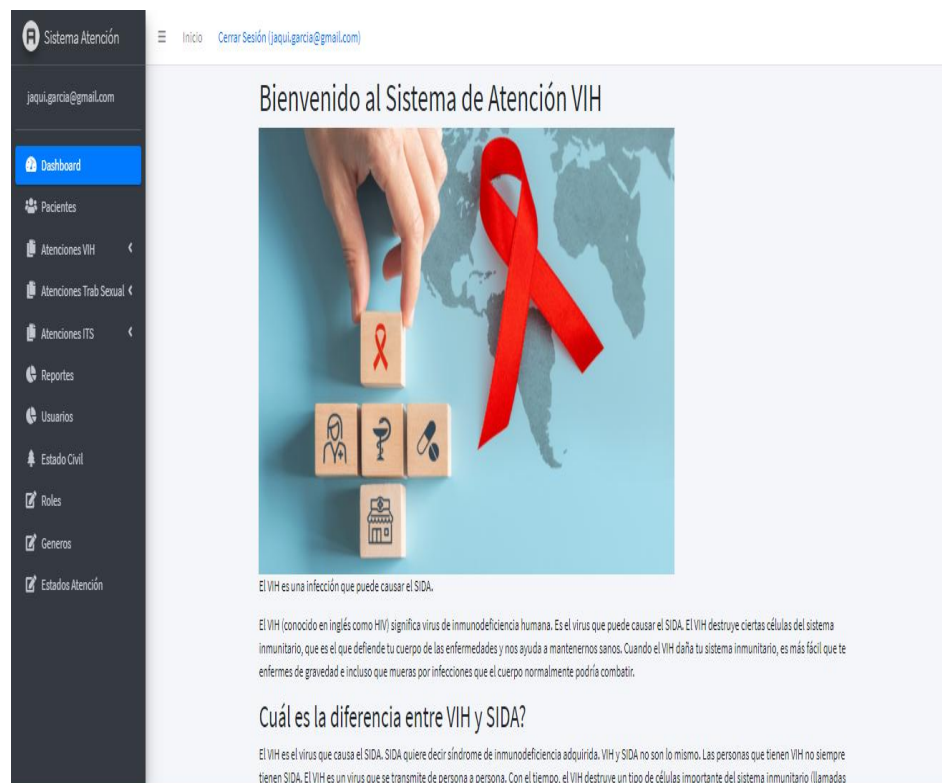 Sistema Atención
Inicio Cerrar Sesión (jaqui.garcia@gmail.com)
jaqui.garcia@gmail.com
Dashboard
Pacientes
Atenciones VIH
Atenciones Trab Sexual
Atenciones ITS
Reportes
Usuarios
Estado Civil
Roles
Generos
Estados Atención
Bienvenido al Sistema de Atención VIH
El VIH es una infección que puede causar el SIDA.
El VIH (conocido en inglés como HIV) significa virus de inmunodeficiencia humana. Es el virus que puede causar el SIDA. El VIH destruye ciertas células del sistema
inmunitario, que es el que defiende tu cuerpo de las enfermedades y nos ayuda a mantenernos sanos. Cuando el VIH daña tu sistema inmunitario, es más fácil que te
enfermes de gravedad e incluso que mueras por infecciones que el cuerpo normalmente podría combatir.
Cuál es la diferencia entre VIH y SIDA?
El VIH es el virus que causa el SIDA. SIDA quiere decir síndrome de inmunodeficiencia adquirida. VIH y SIDA no son lo mismo. Las personas que tienen VIH no siempre
tienen SIDA. El VIH es un virus que se transmite de persona a persona. Con el tiempo, el VIH destruye un tipo de células importante del sistema inmunitario (llamadas